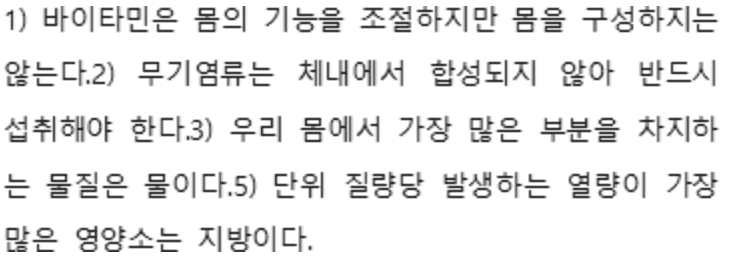 1) 바이타민은 몸의 기능을 조절하지만 몸을 구성하지는
않는다.2) 무기염류는 체내에서 합성되지 않아 반드시
섭취해야 한다.3) 우리 몸에서 가장 많은 부분을 차지하
는 물질은 물이다.5) 단위 질량당 발생하는 열량이 가장
많은 영양소는 지방이다.